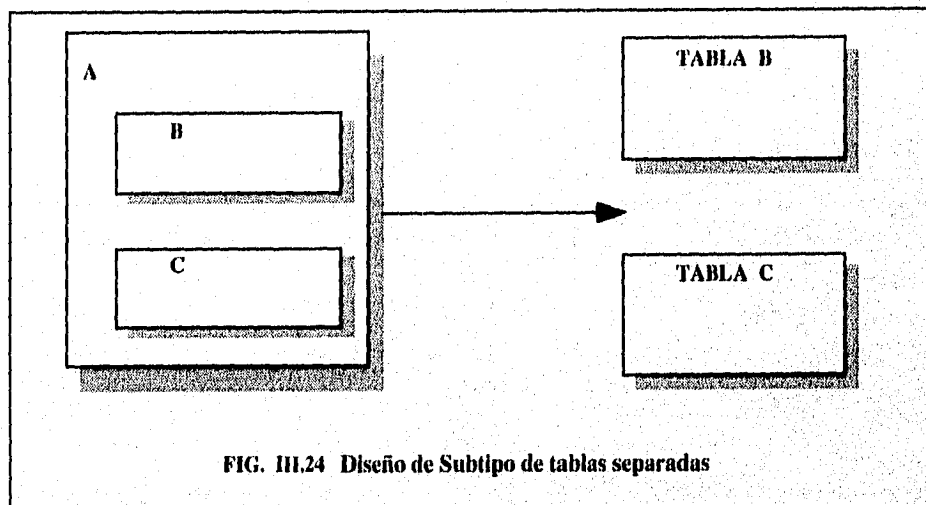 A
B
C
TABLA B
TABLA C
FIG. III.24 Diseño de Subtipo de tablas separadas